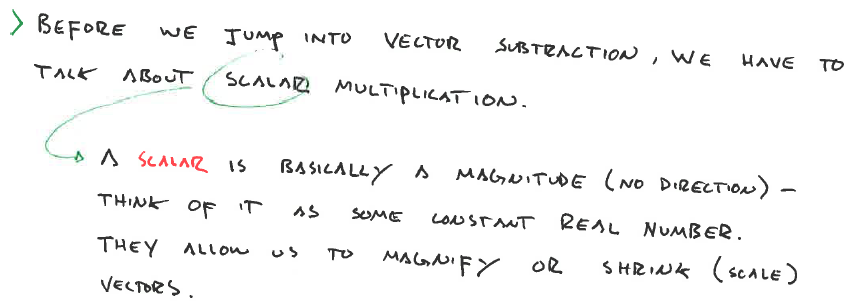 > BEFORE WE JUMP INTO VECTOR SUBTRACTION, WE HAVE TO
TALK ABOUT SCALAR MULTIPLICATION.
A SCALAR IS BASICALLY A MAGNITUDE (NO DIRECTION) -
THINK OF IT AS SOME CONSTANT REAL NUMBER.
THEY ALLOW US TO MAGNIFY OR SHRINK (SCALE)
VECTORS.